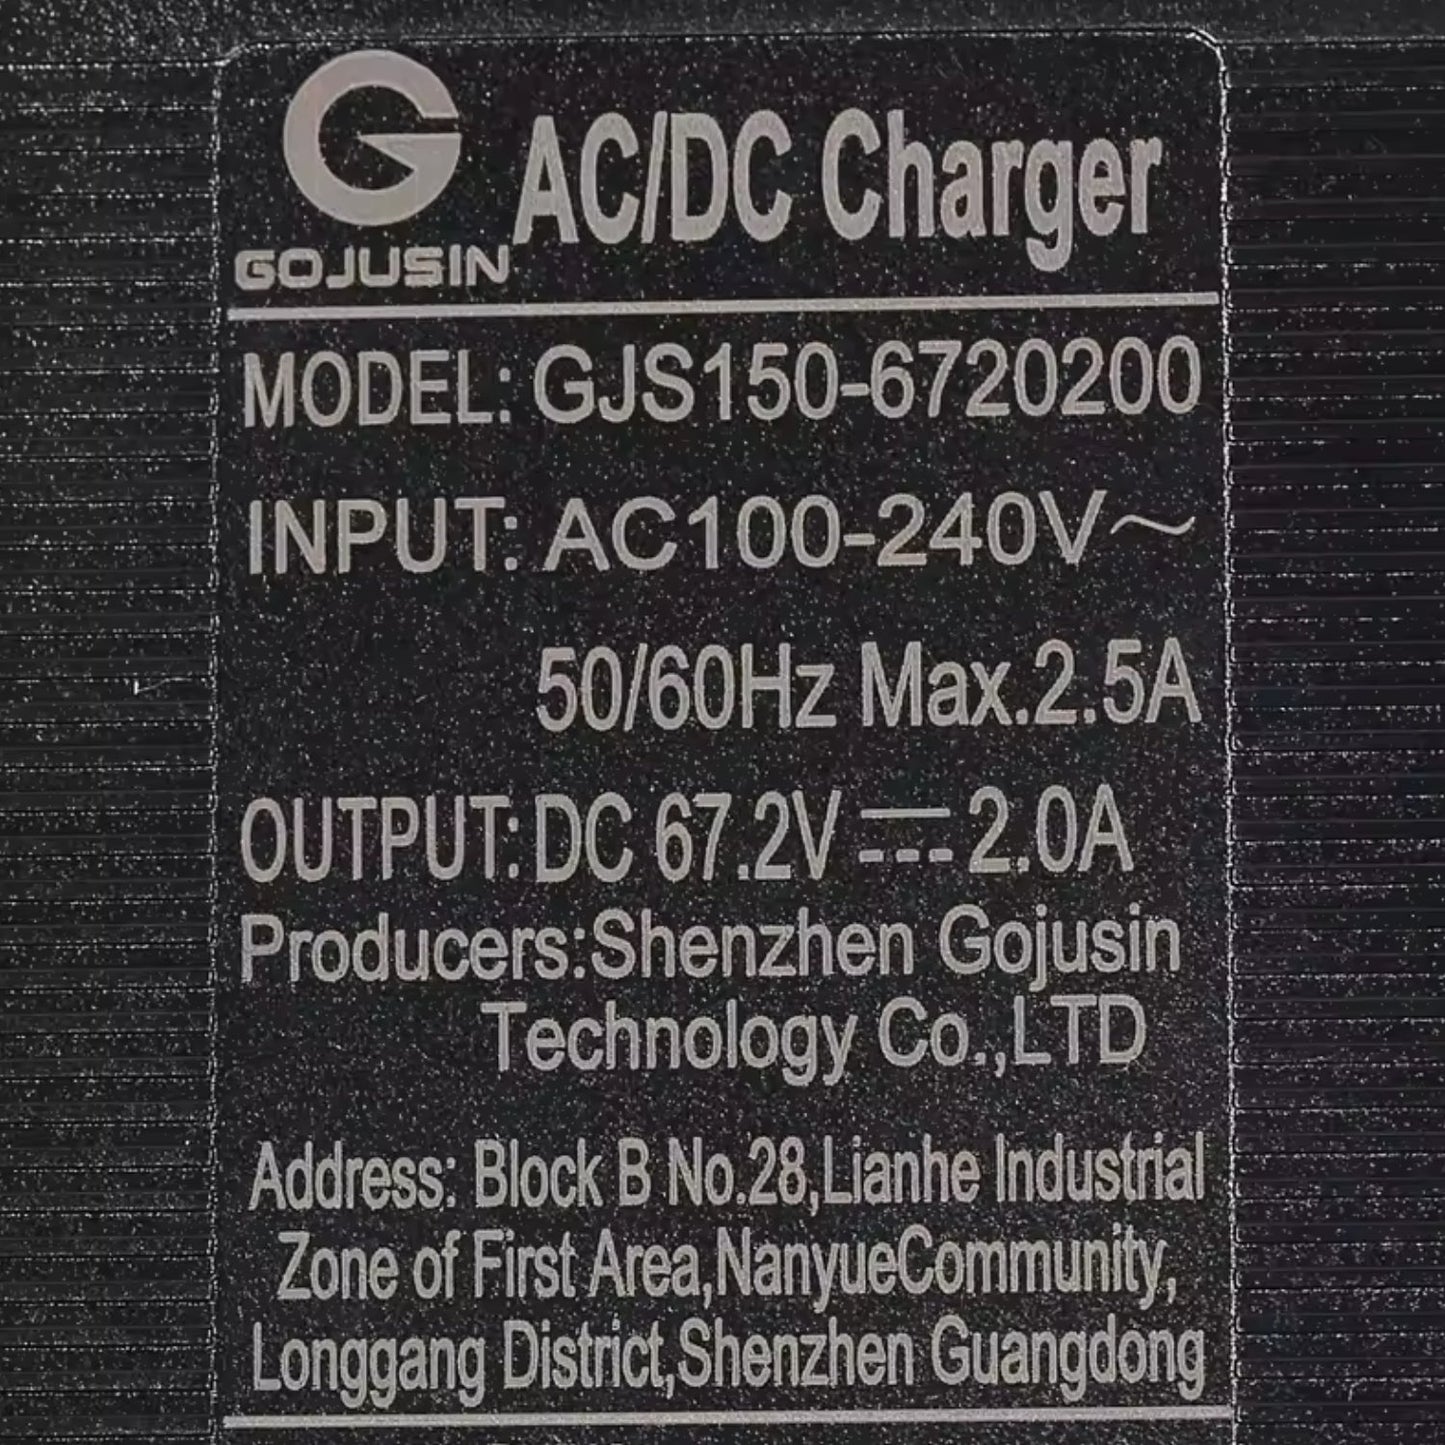 AC/DC Charger
GOJUSIN
MODEL: GJS150-6720200
INPUT: AC100-240V～
50/60Hz Max.2.5A
OUTPUT: DC 67.2V ⎓ 2.0A
Producers:Shenzhen Gojusin
Technology Co.,LTD
Address: Block B No.28,Lianhe Industrial
Zone of First Area,NanyueCommunity,
Longgang District,Shenzhen Guangdong